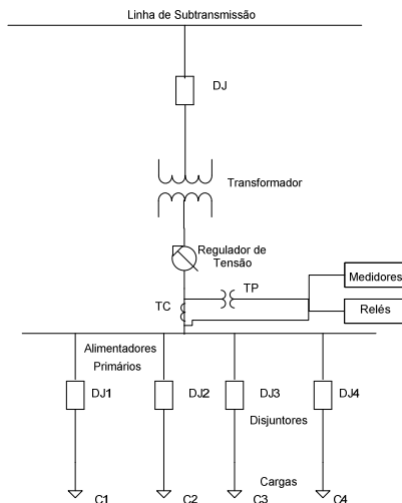 Linha de Subtransmissão
DJ
Transformador
Regulador de
Tensão
TP
Medidores
TC
Relés
Alimentadores
Primários
DJ1
DJ2
DJ3
DJ4
Disjuntores
Cargas
C1
C2
C3
C4